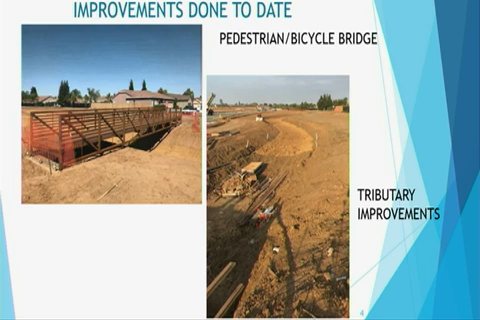 IMPROVEMENTS DONE TO DATE
PEDESTRIAN/BICYCLE BRIDGE
TRIBUTARY
IMPROVEMENTS
4